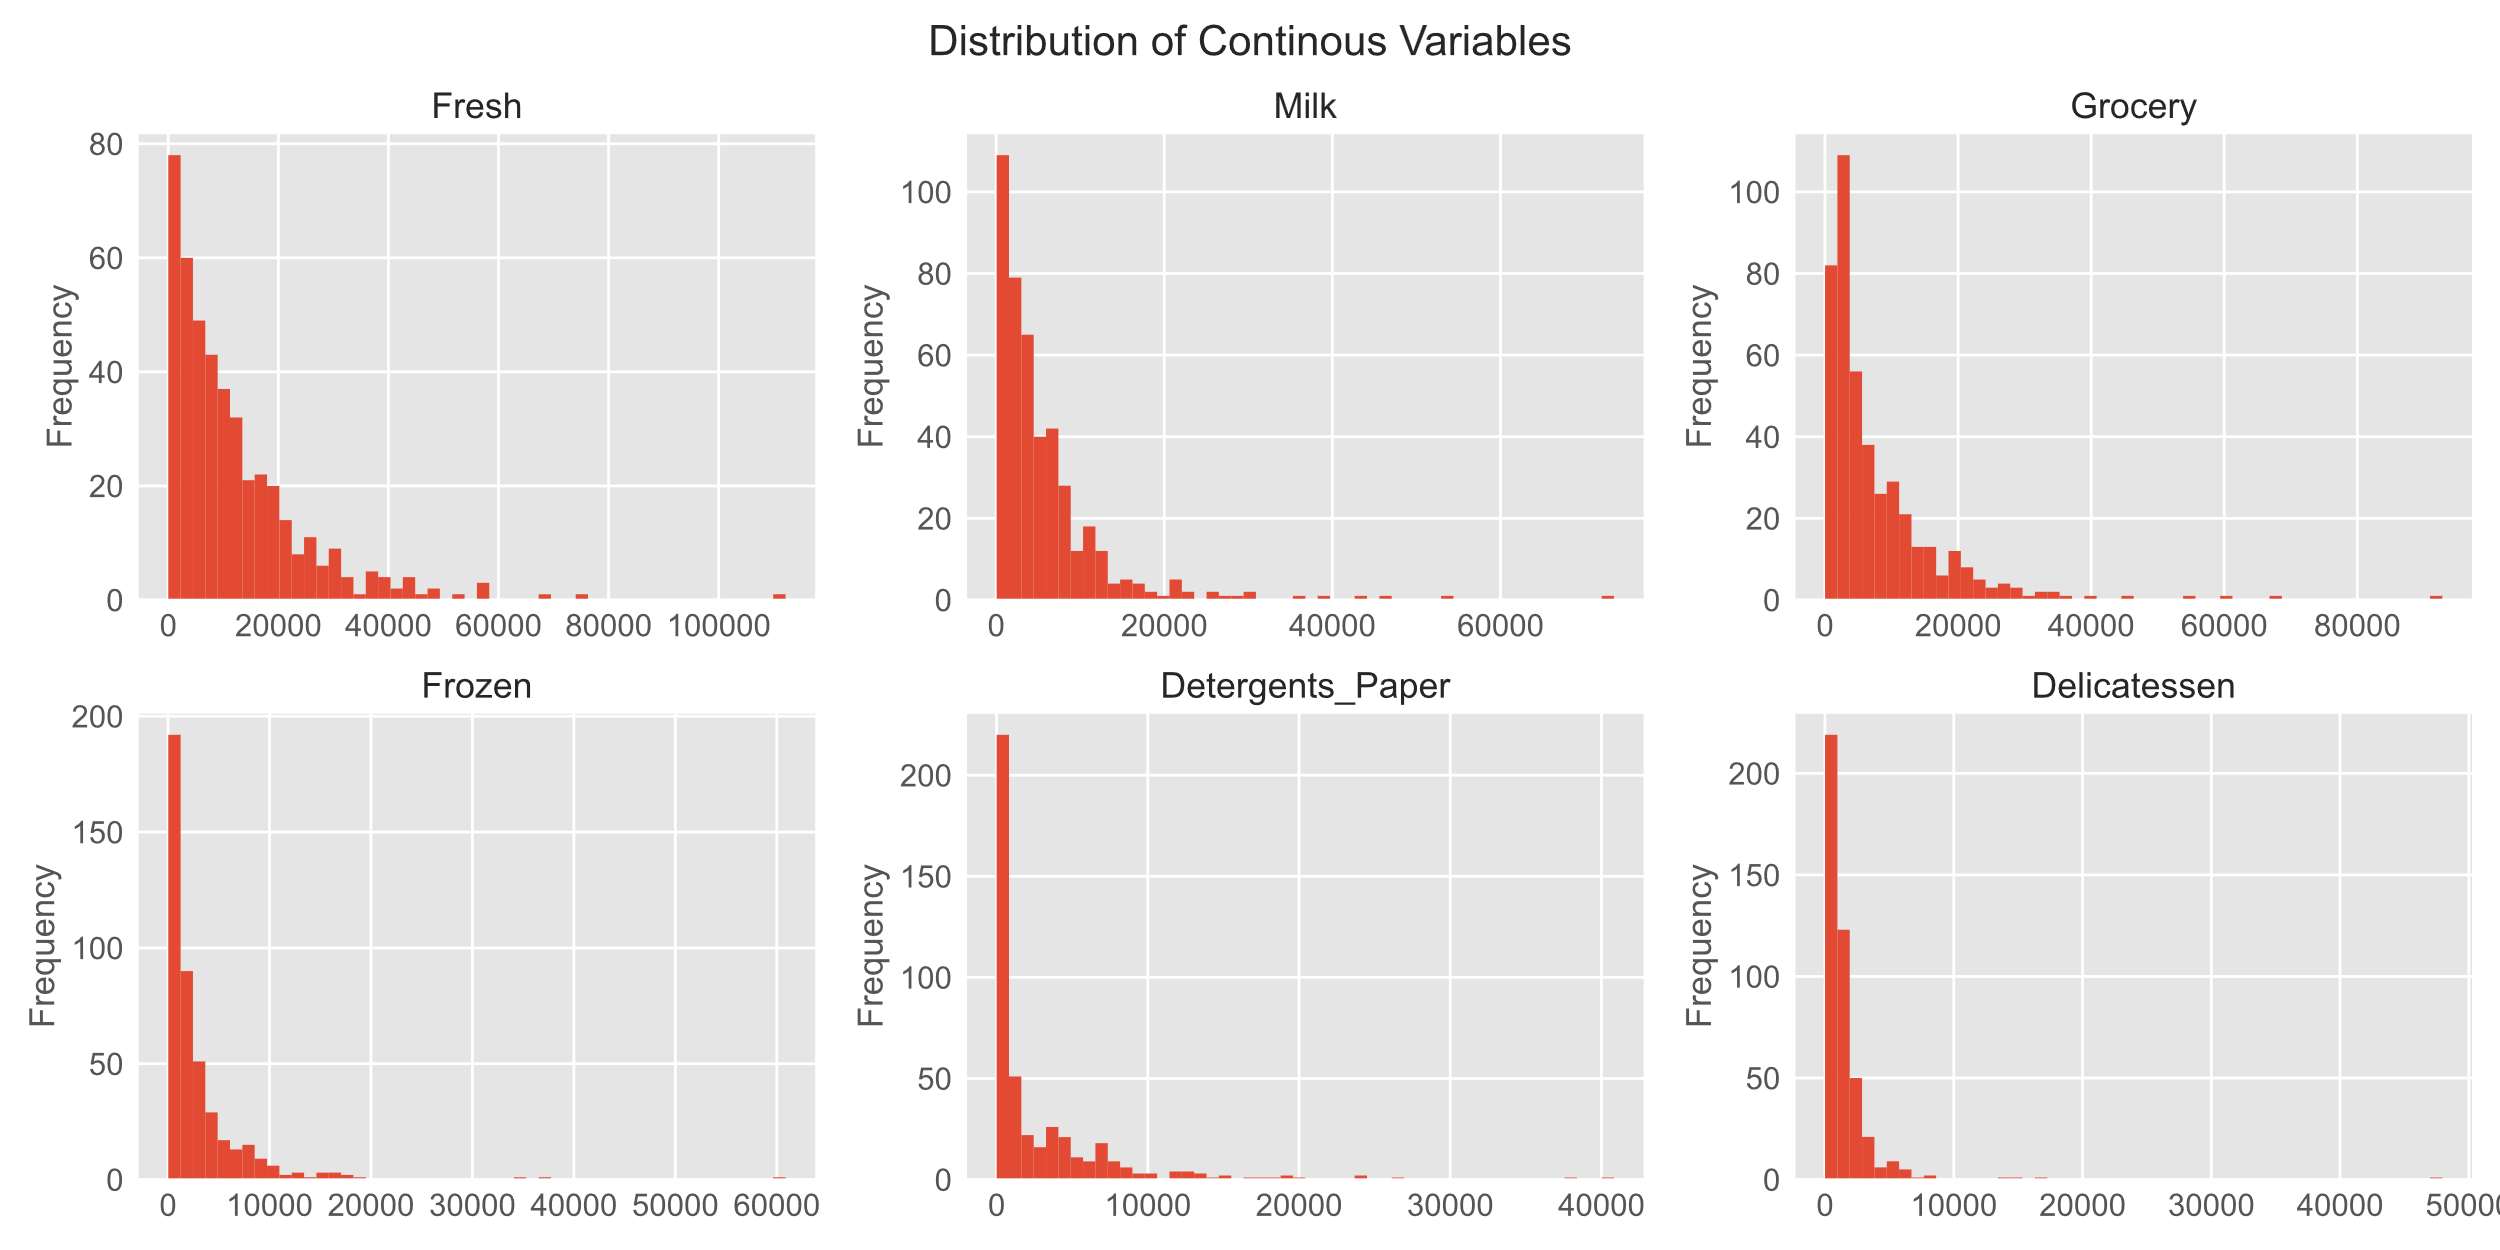 Distribution of Continous Variables
Fresh
Milk
Grocery
80
60
40
20
0
Frequency
0 20000 40000 60000 80000 100000
100
80
60
40
20
0
Frequency
0 20000 40000 60000
100
80
60
40
20
0
Frequency
0 20000 40000 60000 80000
Frozen
Detergents_Paper
Delicatessen
200
150
100
50
0
Frequency
0 10000 20000 30000 40000 50000 60000
200
150
100
50
0
Frequency
0 10000 20000 30000 40000
200
150
100
50
0
Frequency
0 10000 20000 30000 40000 50000